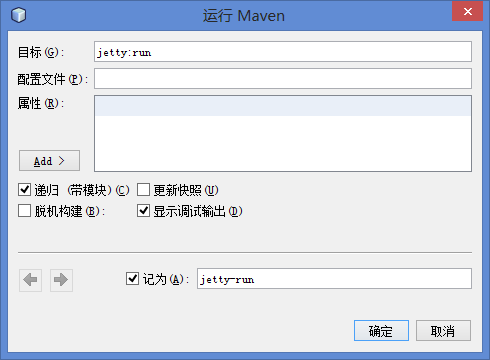 运行 Maven
目标(G): jetty:run
配置文件(P):
属性(R):
Add >
递归 (带模块)(C) 更新快照(U)
脱机构建(B): 显示调试输出(D)
记为(A): jetty-run
确定 取消